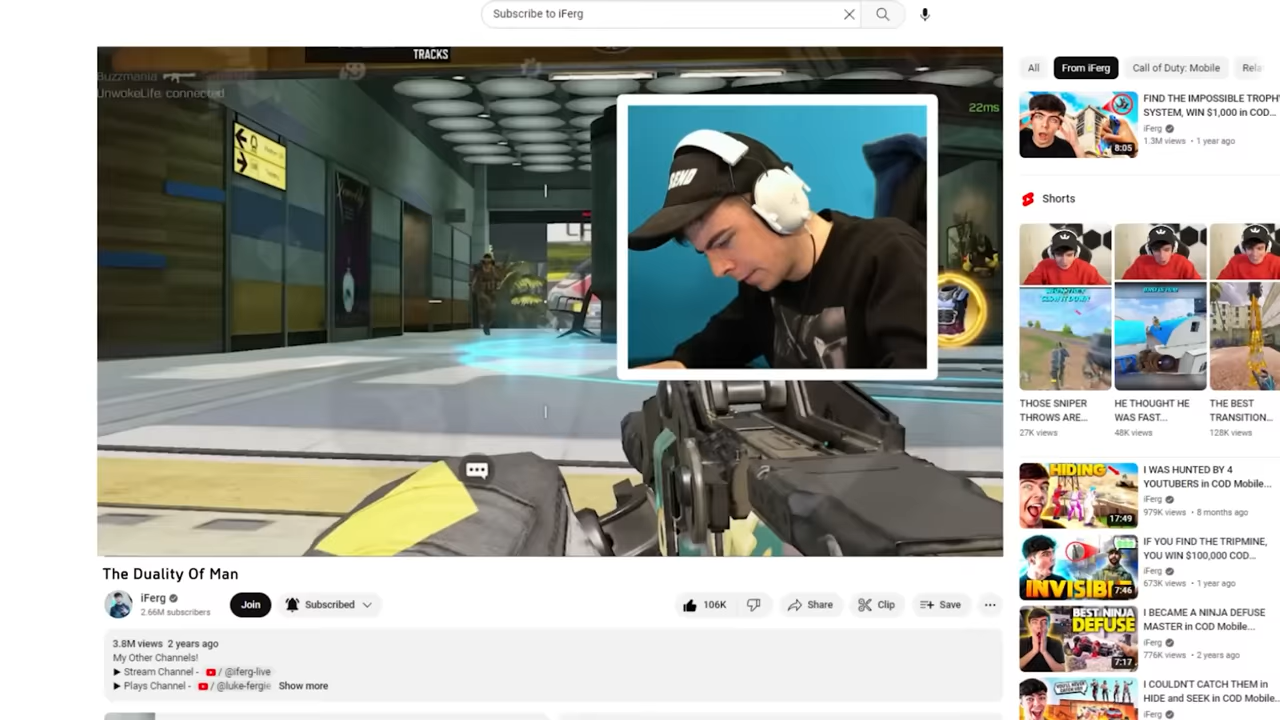 Subscribe to iFerg
TRACKS
Buzzmania
UnwokeLife. connected
22ms
The Duality Of Man
iFerg
2.66M subscribers
Join
Subscribed
106K
Share
Clip
Save
3.8M views 2 years ago
My Other Channels!
▶ Stream Channel - / @iferg-live
▶ Plays Channel - / @luke-fergie
Show more
All
From iFerg
Call of Duty: Mobile
Rela
FIND THE IMPOSSIBLE TROPHY
SYSTEM, WIN $1,000 in COD...
iFerg
1.3M views • 1 year ago
8:05
Shorts
THOSE SNIPER
THROWS ARE...
27K views
HE THOUGHT HE
WAS FAST...
48K views
THE BEST
TRANSITION...
128K views
HIDING
17:49
I WAS HUNTED BY 4
YOUTUBERS in COD Mobile...
iFerg
979K views • 8 months ago
INVISIBL
7:46
IF YOU FIND THE TRIPMINE,
YOU WIN $100,000 COD...
iFerg
673K views • 1 year ago
BEST NINJA
DEFUSE
7:17
I BECAME A NINJA DEFUSE
MASTER in COD Mobile...
iFerg
776K views • 2 years ago
I COULDN'T CATCH THEM in
HIDE and SEEK in COD Mobile...
iFerg